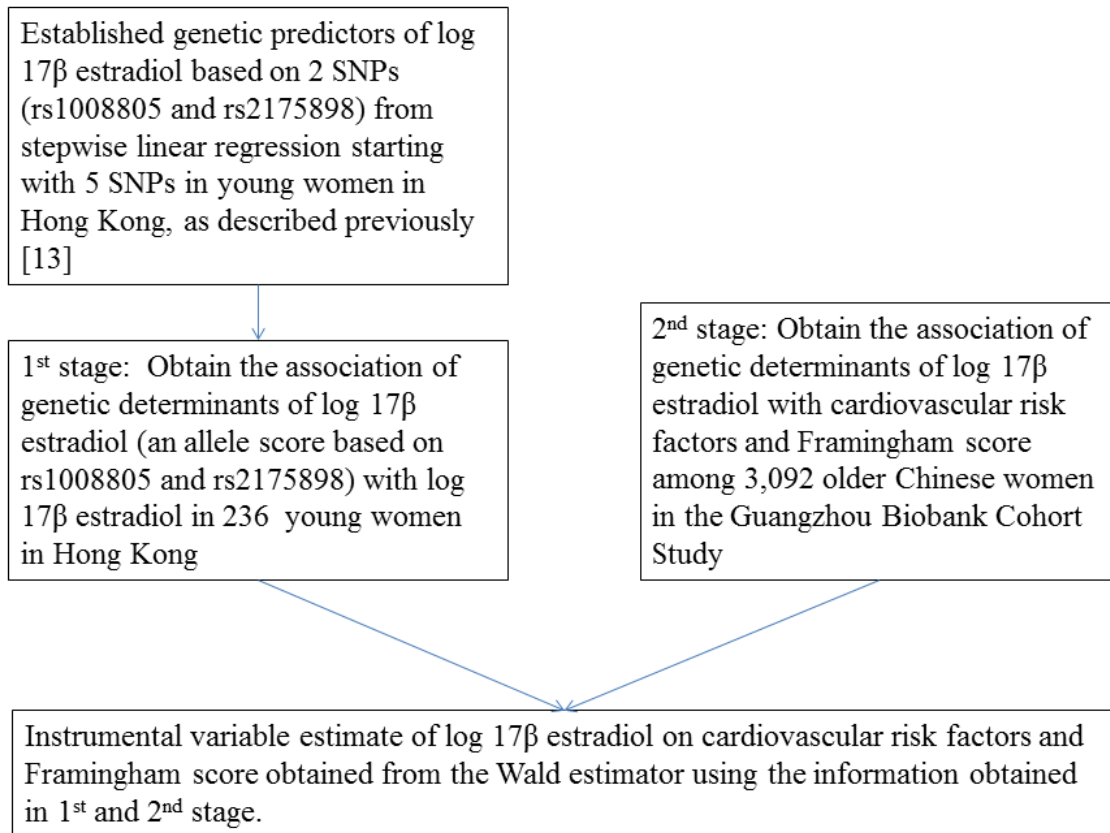 Established genetic predictors of log
17β estradiol based on 2 SNPs
(rs1008805 and rs2175898) from
stepwise linear regression starting
with 5 SNPs in young women in
Hong Kong, as described previously
[13]
1st stage:  Obtain the association of
genetic determinants of log 17β
estradiol (an allele score based on
rs1008805 and rs2175898) with log
17β estradiol in 236  young women
in Hong Kong
2nd stage: Obtain the association of
genetic determinants of log 17β
estradiol with cardiovascular risk
factors and Framingham score
among 3,092 older Chinese women
in the Guangzhou Biobank Cohort
Study
Instrumental variable estimate of log 17β estradiol on cardiovascular risk factors and
Framingham score obtained from the Wald estimator using the information obtained
in 1st and 2nd stage.